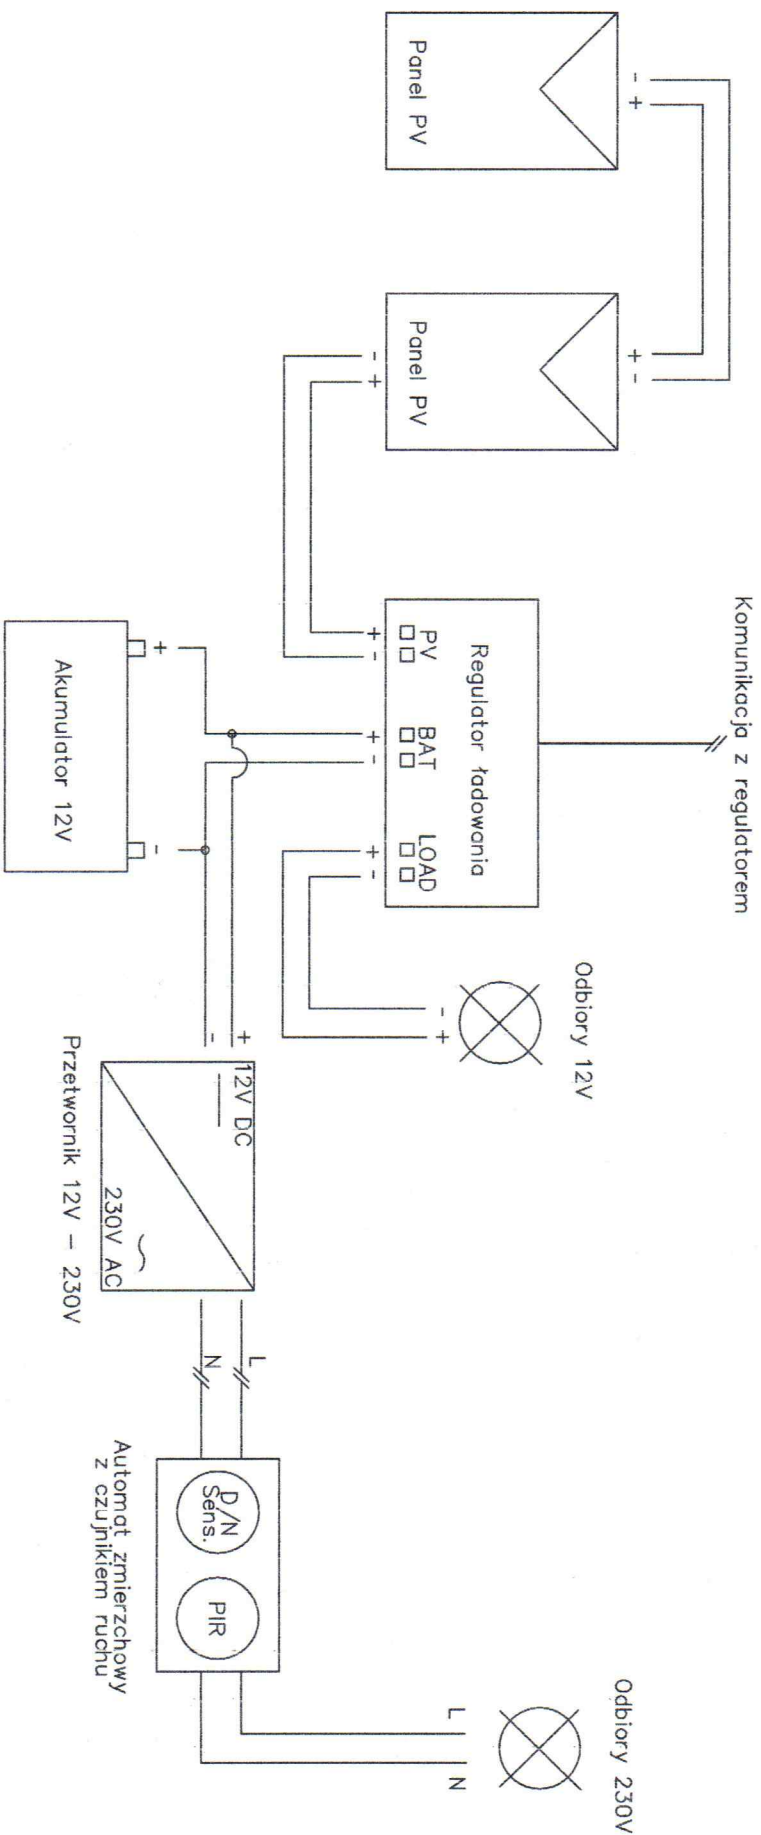 Komunikacja z regulatorem
Odbiory 12V
Odbiory 230V
- +
+ -
Panel PV
Panel PV
- +
Regulator ładowania
PV
BAT
LOAD
+ -
+ -
+ -
- +
L
N
Akumulator 12V
+
-
+
-
12V DC
230V AC
Przetwornik 12V - 230V
L
N
D/N
Sens.
PIR
Automat zmierzchowy
z czujnikiem ruchu